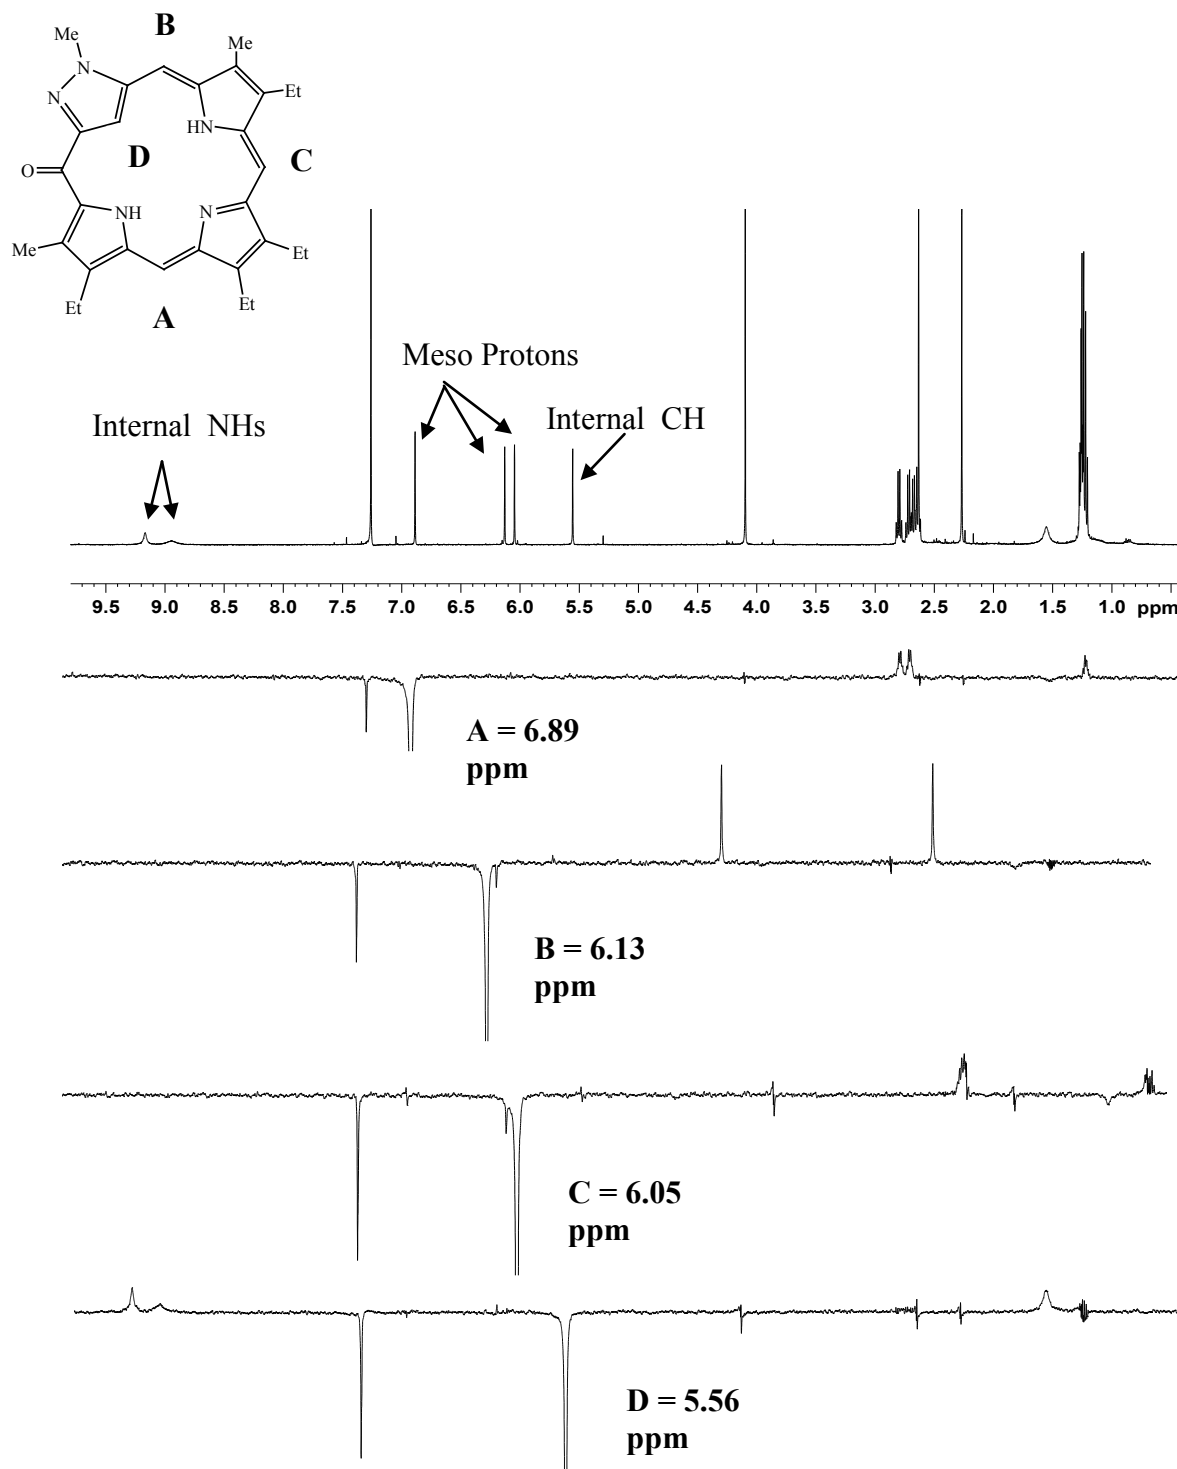 B
Me
Me
N
N
Et
HN
D
C
O
NH
N
Me
Et
Et
Et
A
Meso Protons
Internal NHs
Internal CH
9.5 9.0 8.5 8.0 7.5 7.0 6.5 6.0 5.5 5.0 4.5 4.0 3.5 3.0 2.5 2.0 1.5 1.0 ppm
A = 6.89
ppm
B = 6.13
ppm
C = 6.05
ppm
D = 5.56
ppm